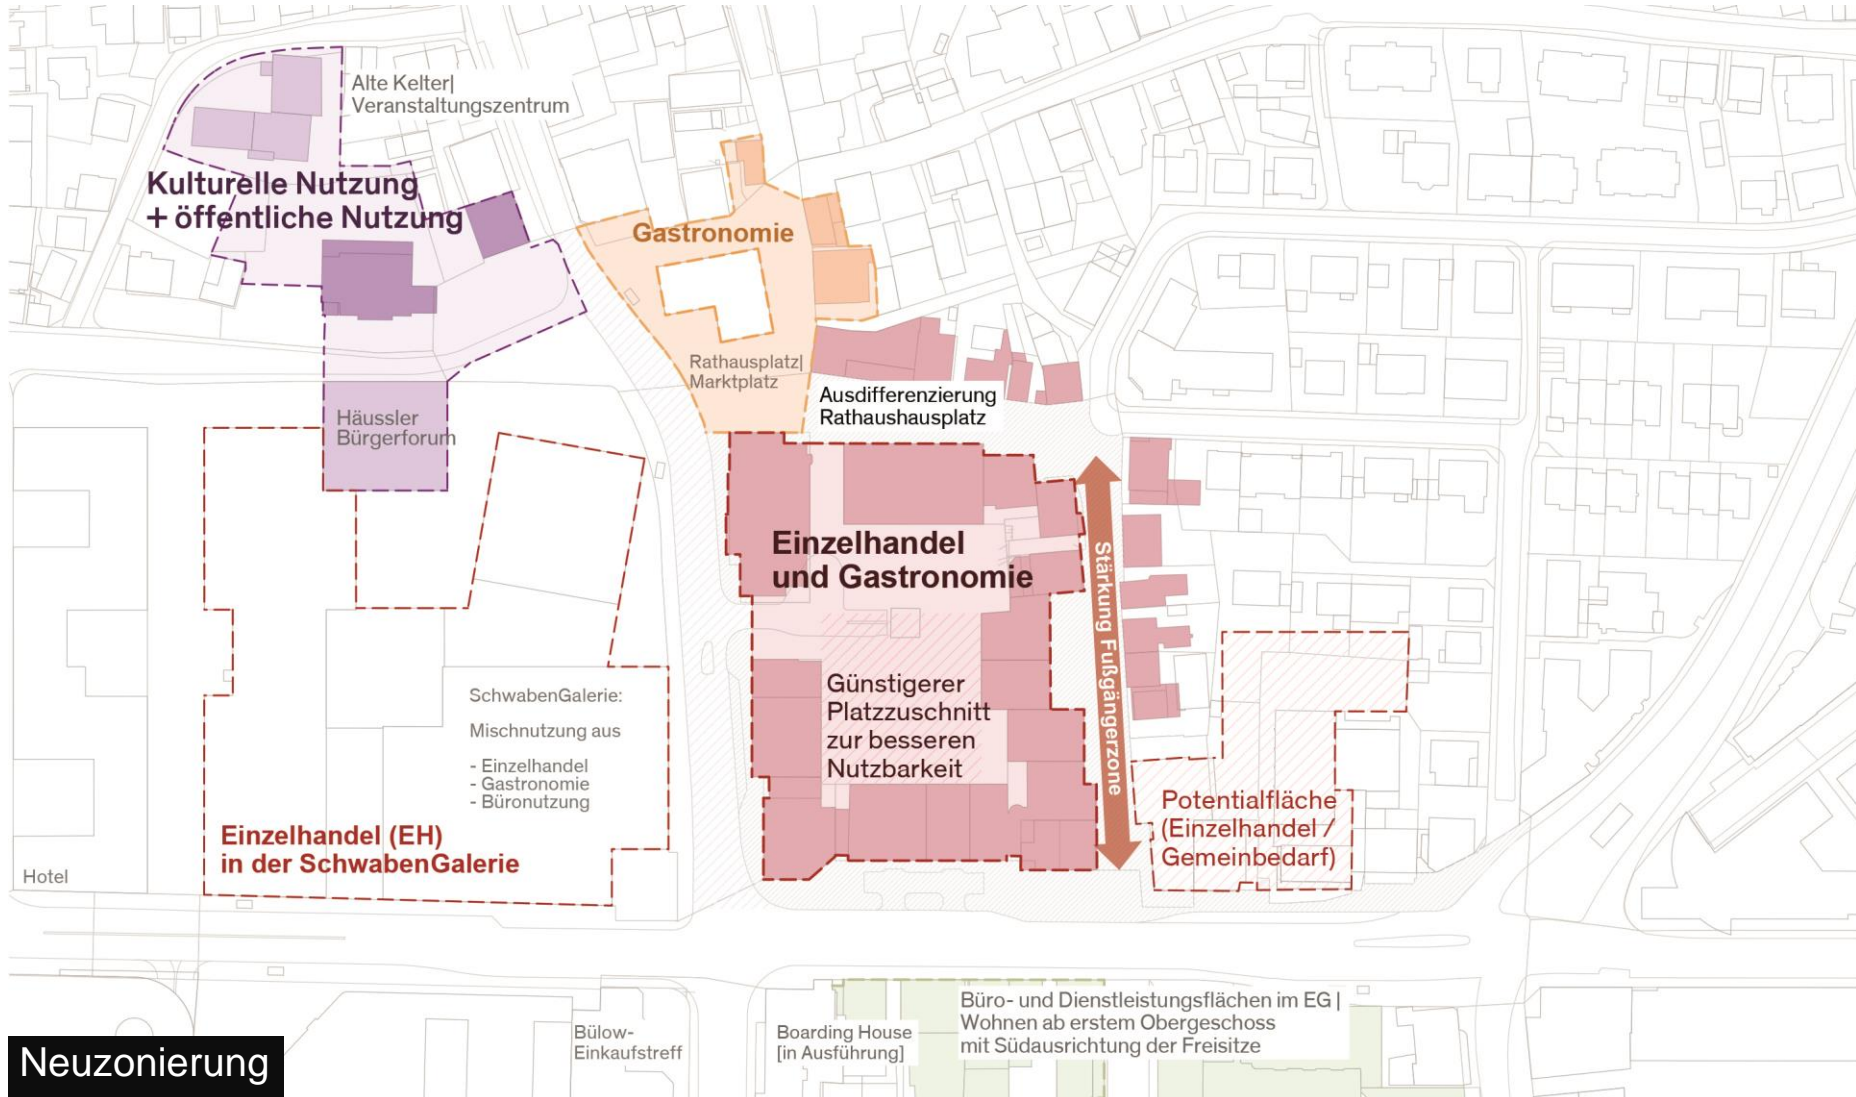 Alte Kelter|
Veranstaltungszentrum
Kulturelle Nutzung
+ öffentliche Nutzung
Gastronomie
Rathausplatz|
Marktplatz
Ausdifferenzierung
Rathaushausplatz
Häussler
Bürgerforum
Einzelhandel
und Gastronomie
Stärkung Fußgängerzone
Günstigerer
Platzzuschnitt
zur besseren
Nutzbarkeit
SchwabenGalerie:
Mischnutzung aus
- Einzelhandel
- Gastronomie
- Büronutzung
Einzelhandel (EH)
in der SchwabenGalerie
Potentialfläche
(Einzelhandel /
Gemeinbedarf)
Hotel
Bülow-
Einkaufstreff
Boarding House
[in Ausführung]
Büro- und Dienstleistungsflächen im EG |
Wohnen ab erstem Obergeschoss
mit Südausrichtung der Freisitze
Neuzonierung